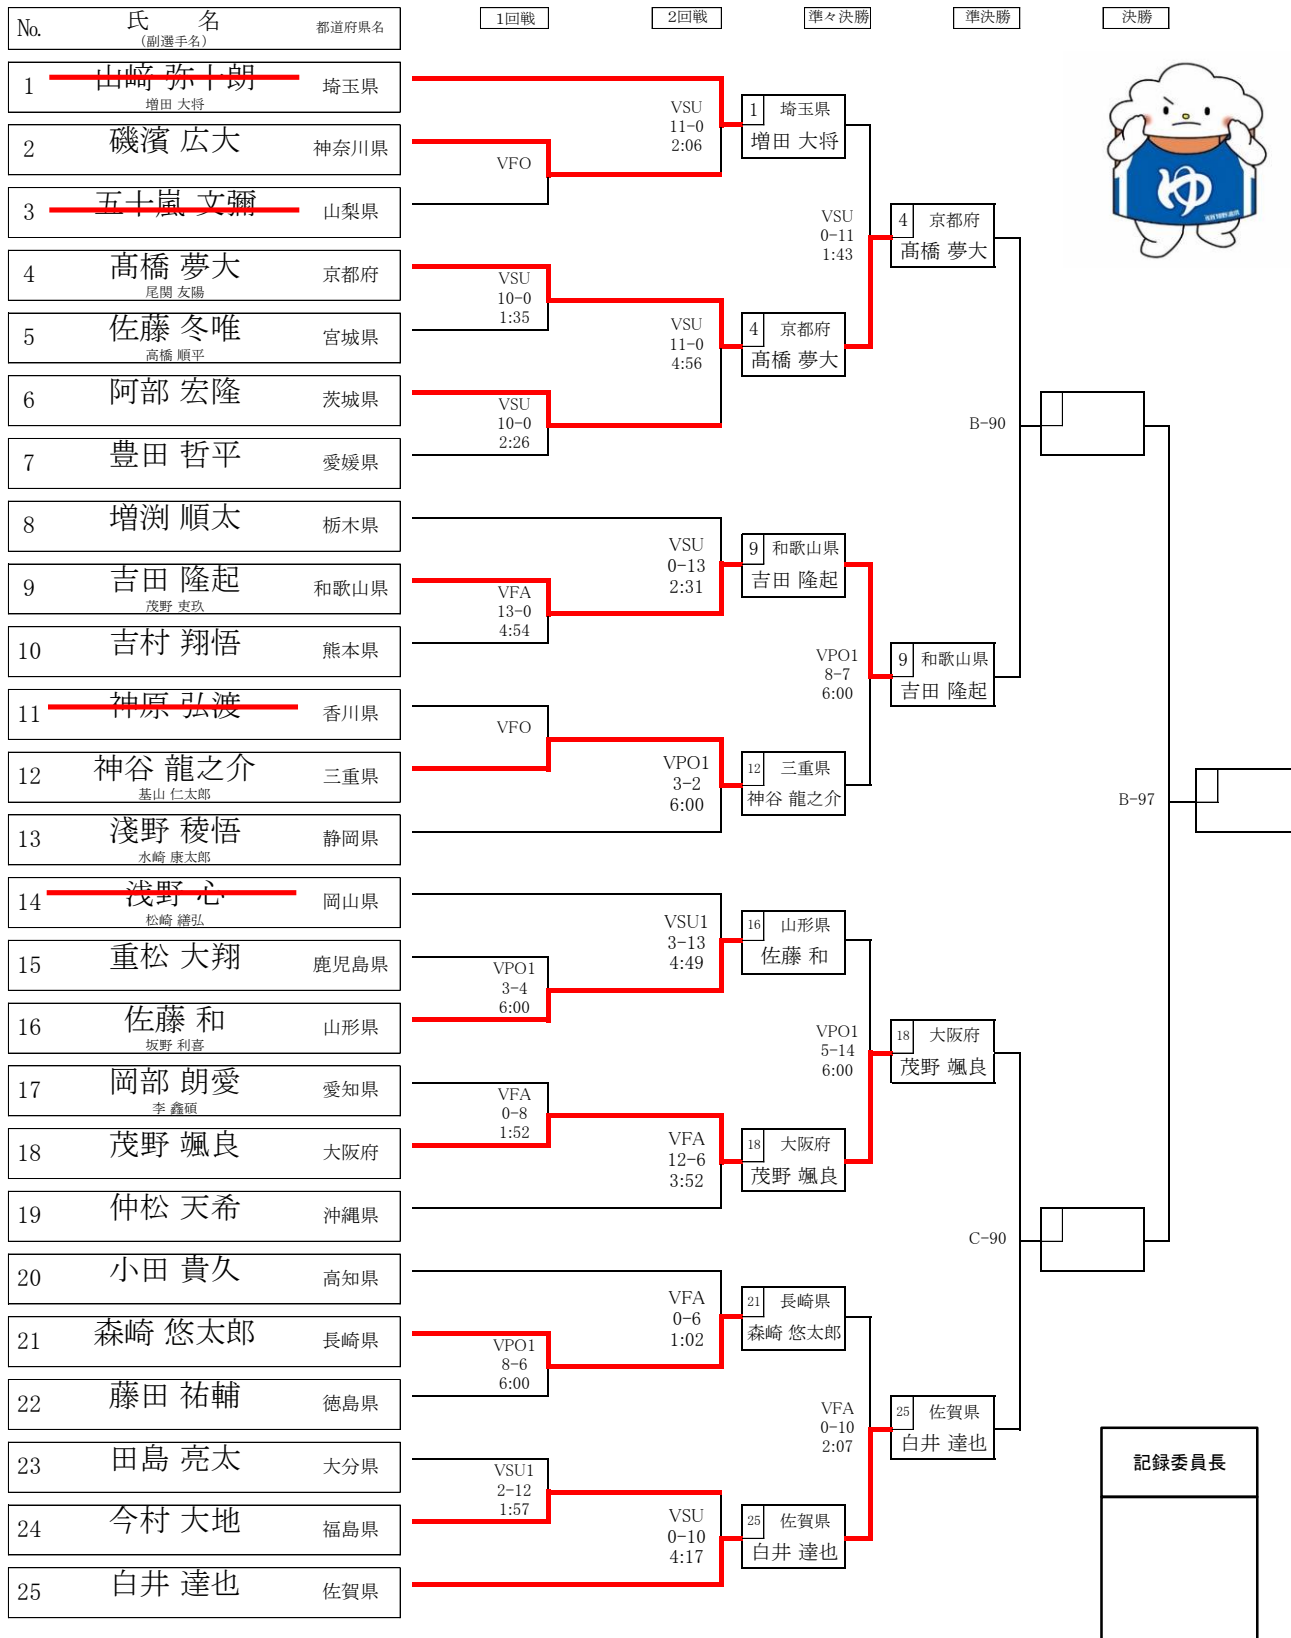 No. 氏 名 都道府県名 1回戦 2回戦 準々決勝 準決勝 決勝
(副選手名)
1 山﨑 弥十朗 埼玉県
増田 大将
2 磯濱 広大 神奈川県
3 五十嵐 文彌 山梨県
4 髙橋 夢大 京都府
尾関 友陽
5 佐藤 冬唯 宮城県
高橋 順平
6 阿部 宏隆 茨城県
7 豊田 哲平 愛媛県
8 増渕 順太 栃木県
9 吉田 隆起 和歌山県
茂野 吏玖
10 吉村 翔悟 熊本県
11 神原 弘渡 香川県
12 神谷 龍之介 三重県
基山 仁太郎
13 淺野 稜悟 静岡県
水崎 康太郎
14 浅野 心 岡山県
松崎 繕弘
15 重松 大翔 鹿児島県
16 佐藤 和 山形県
坂野 利喜
17 岡部 朗愛 愛知県
李 鑫碩
18 茂野 颯良 大阪府
19 仲松 天希 沖縄県
20 小田 貴久 高知県
21 森崎 悠太郎 長崎県
22 藤田 祐輔 徳島県
23 田島 亮太 大分県
24 今村 大地 福島県
25 白井 達也 佐賀県
VFO
VSU
10-0
1:35
VSU
10-0
2:26
VFA
13-0
4:54
VFO
VPO1
3-4
6:00
VFA
0-8
1:52
VPO1
8-6
6:00
VSU1
2-12
1:57
VSU
11-0
2:06
VSU
11-0
4:56
VSU
0-13
2:31
VPO1
3-2
6:00
VSU1
3-13
4:49
VFA
12-6
3:52
VFA
0-6
1:02
VSU
0-10
4:17
1 埼玉県
増田 大将
4 京都府
髙橋 夢大
9 和歌山県
吉田 隆起
12 三重県
神谷 龍之介
16 山形県
佐藤 和
18 大阪府
茂野 颯良
21 長崎県
森崎 悠太郎
25 佐賀県
白井 達也
VSU
0-11
1:43
VPO1
8-7
6:00
VPO1
5-14
6:00
VFA
0-10
2:07
4 京都府
髙橋 夢大
9 和歌山県
吉田 隆起
18 大阪府
茂野 颯良
25 佐賀県
白井 達也
B-90
C-90
B-97
ゆ
記録委員長